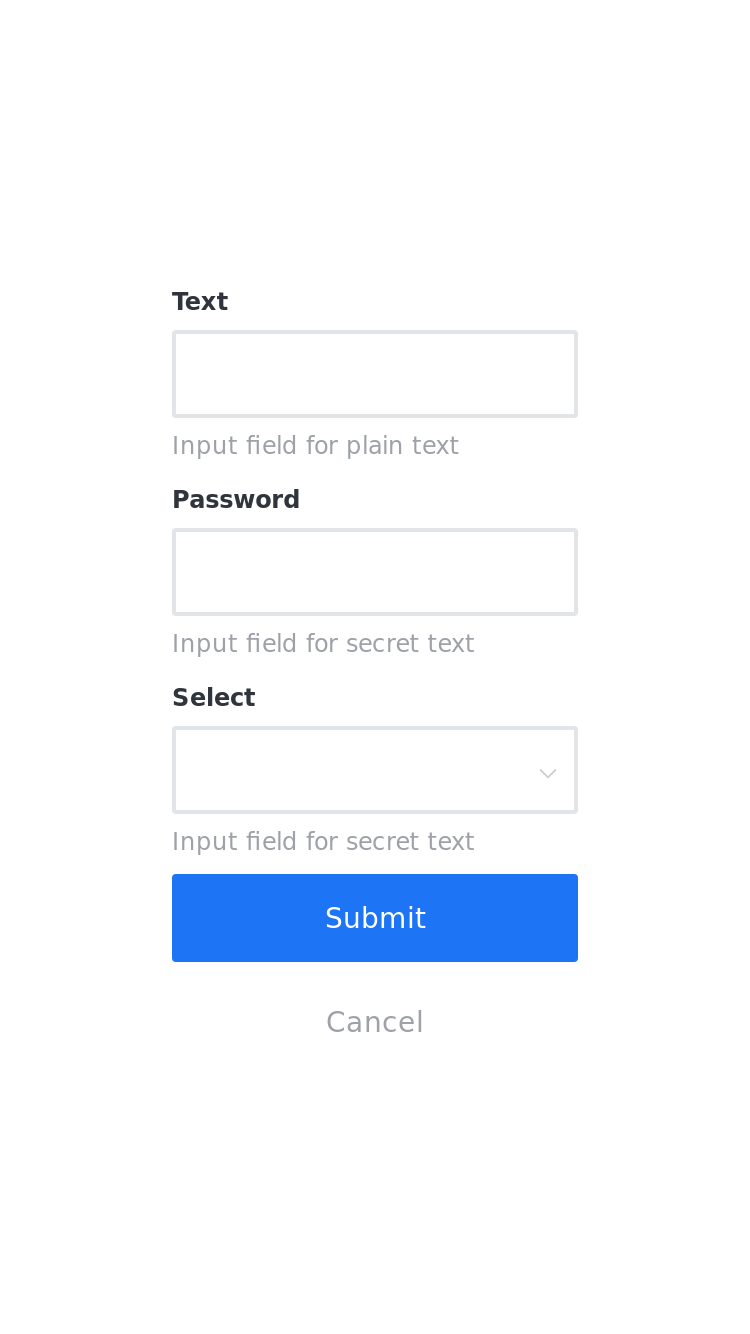 Text
Input field for plain text
Password
Input field for secret text
Select
Input field for secret text
Submit
Cancel